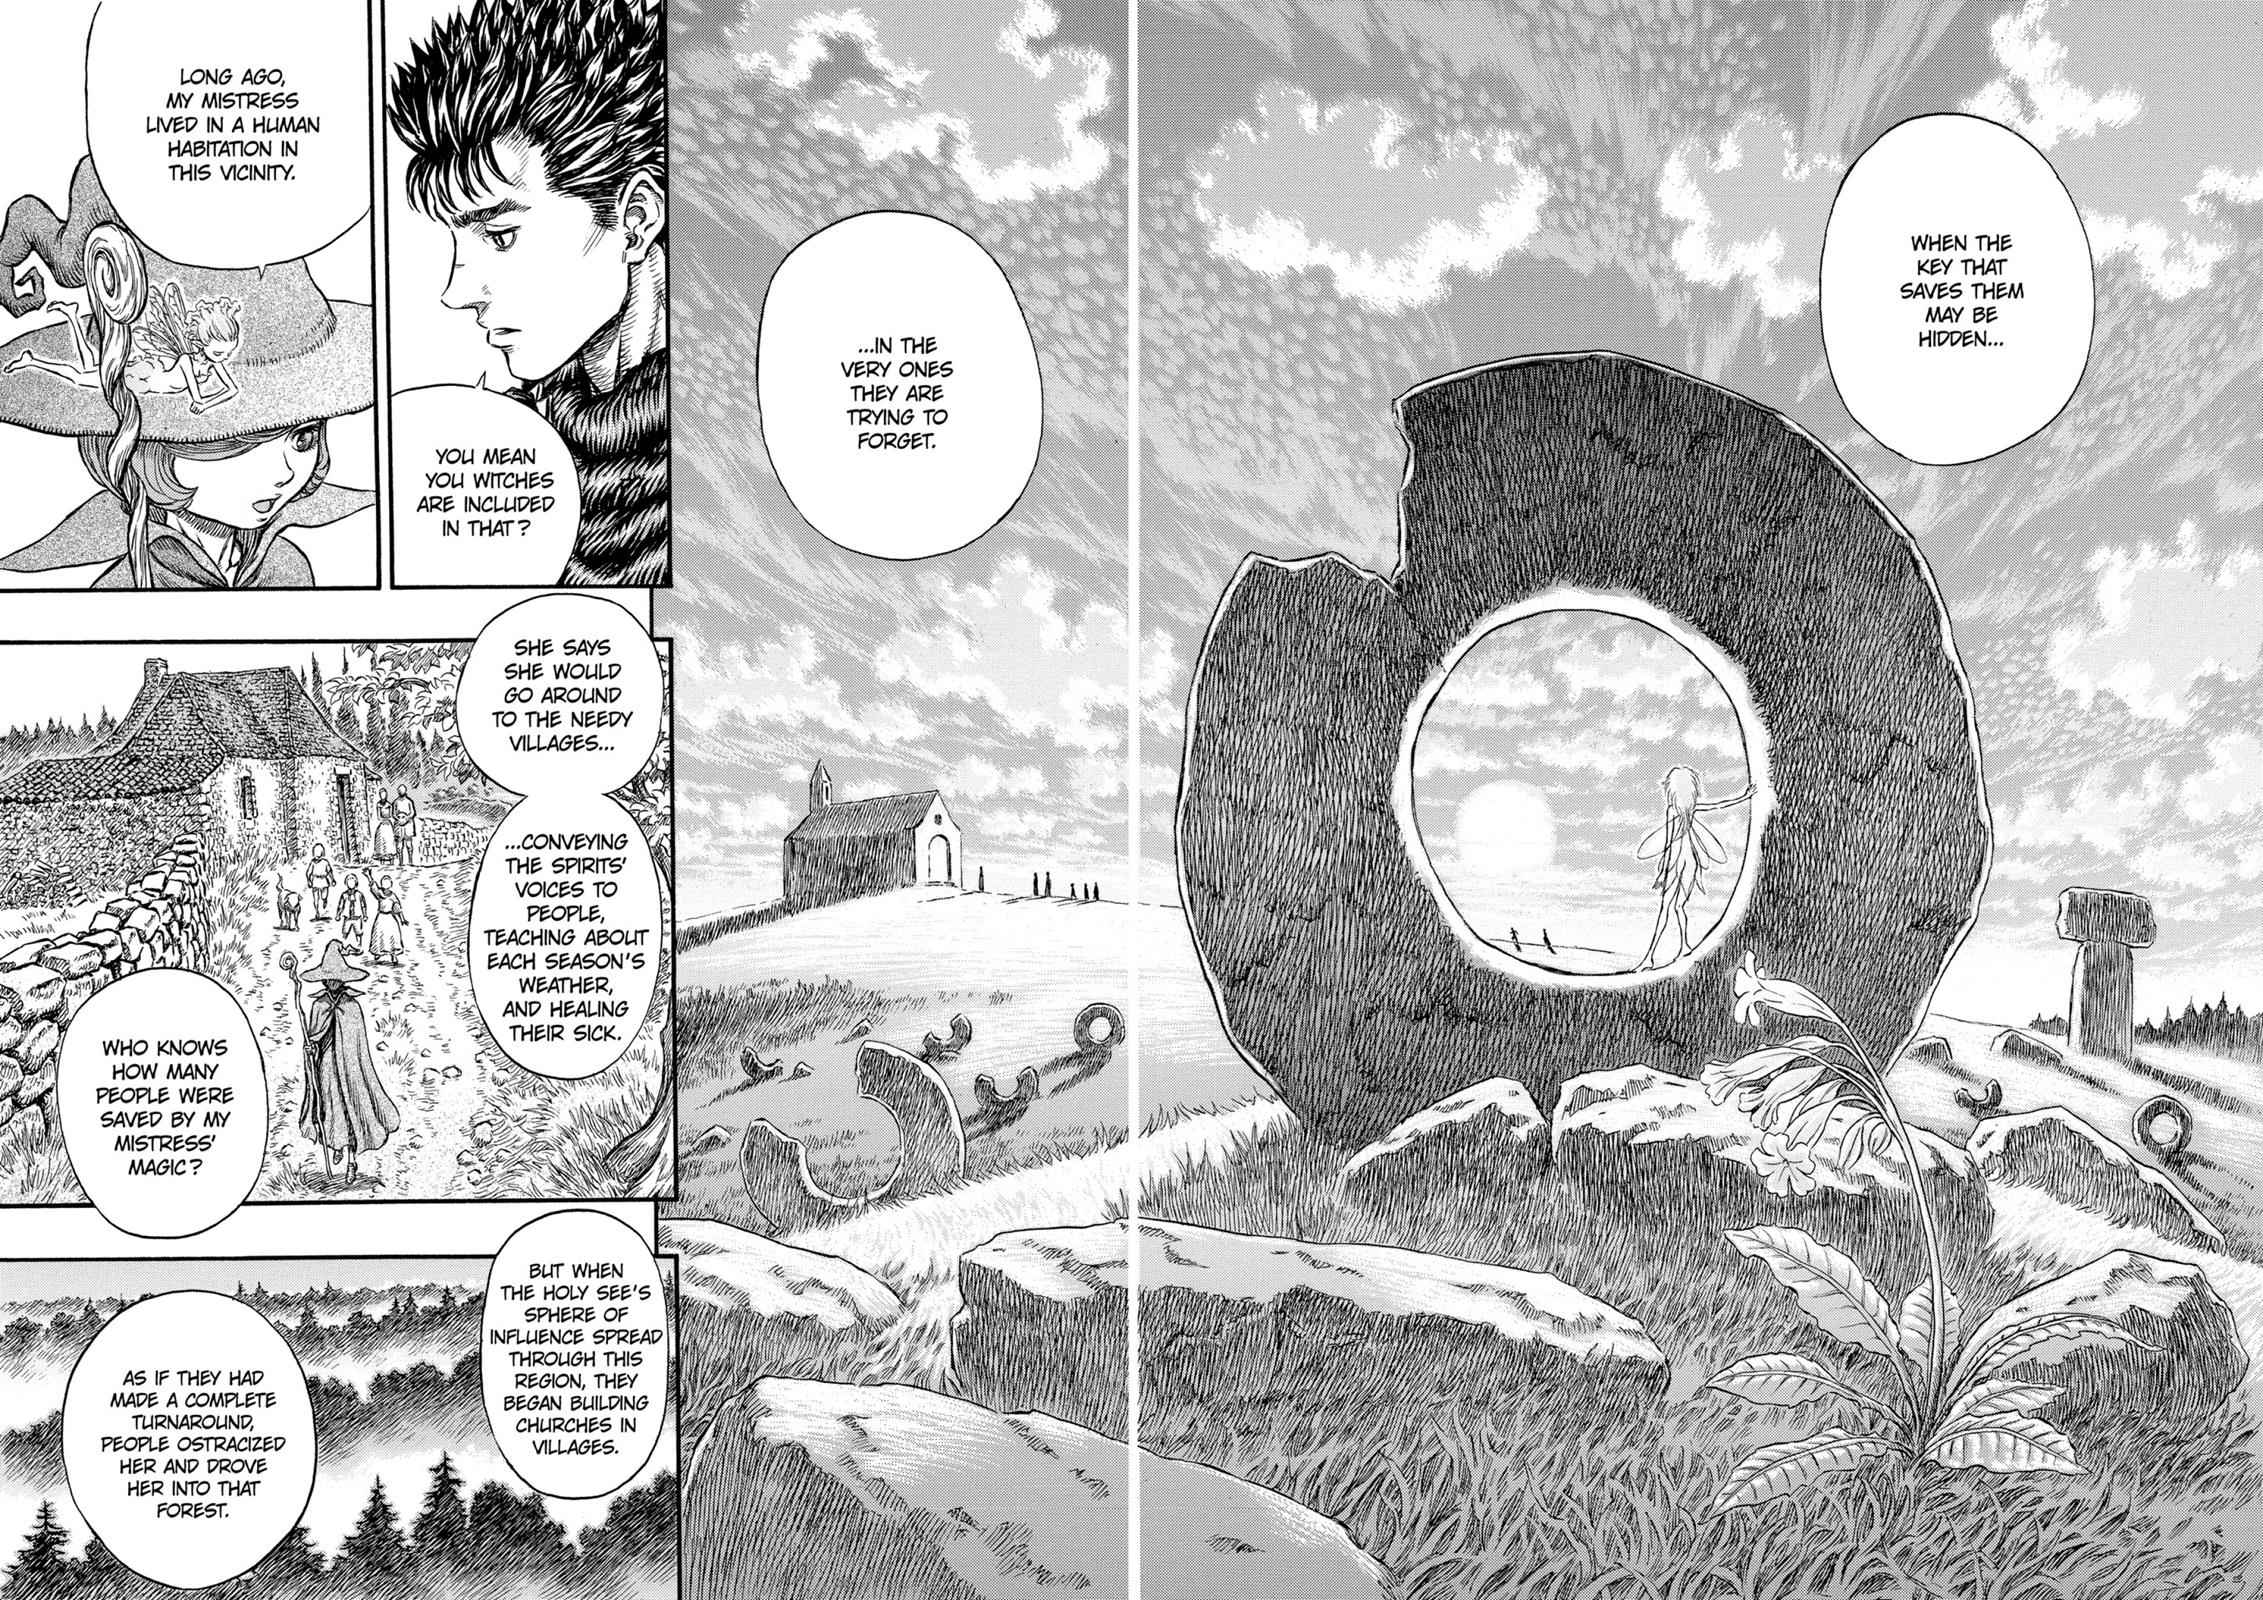 WHEN THE
KEY THAT
SAVES THEM
MAY BE
HIDDEN...
...IN THE
VERY ONES
THEY ARE
TRYING TO
FORGET.
YOU MEAN
YOU WITCHES
ARE INCLUDED
IN THAT?
LONG AGO,
MY MISTRESS
LIVED IN A HUMAN
HABITATION IN
THIS VICINITY.
SHE SAYS
SHE WOULD
GO AROUND
TO THE NEEDY
VILLAGES...
...CONVEYING
THE SPIRITS'
VOICES TO
PEOPLE,
TEACHING ABOUT
EACH SEASON'S
WEATHER,
AND HEALING
THEIR SICK.
WHO KNOWS
HOW MANY
PEOPLE WERE
SAVED BY MY
MISTRESS'
MAGIC?
BUT WHEN
THE HOLY SEE'S
SPHERE OF
INFLUENCE SPREAD
THROUGH THIS
REGION, THEY
BEGAN BUILDING
CHURCHES IN
VILLAGES.
AS IF THEY HAD
MADE A COMPLETE
TURNAROUND,
PEOPLE OSTRACIZED
HER AND DROVE
HER INTO THAT
FOREST.